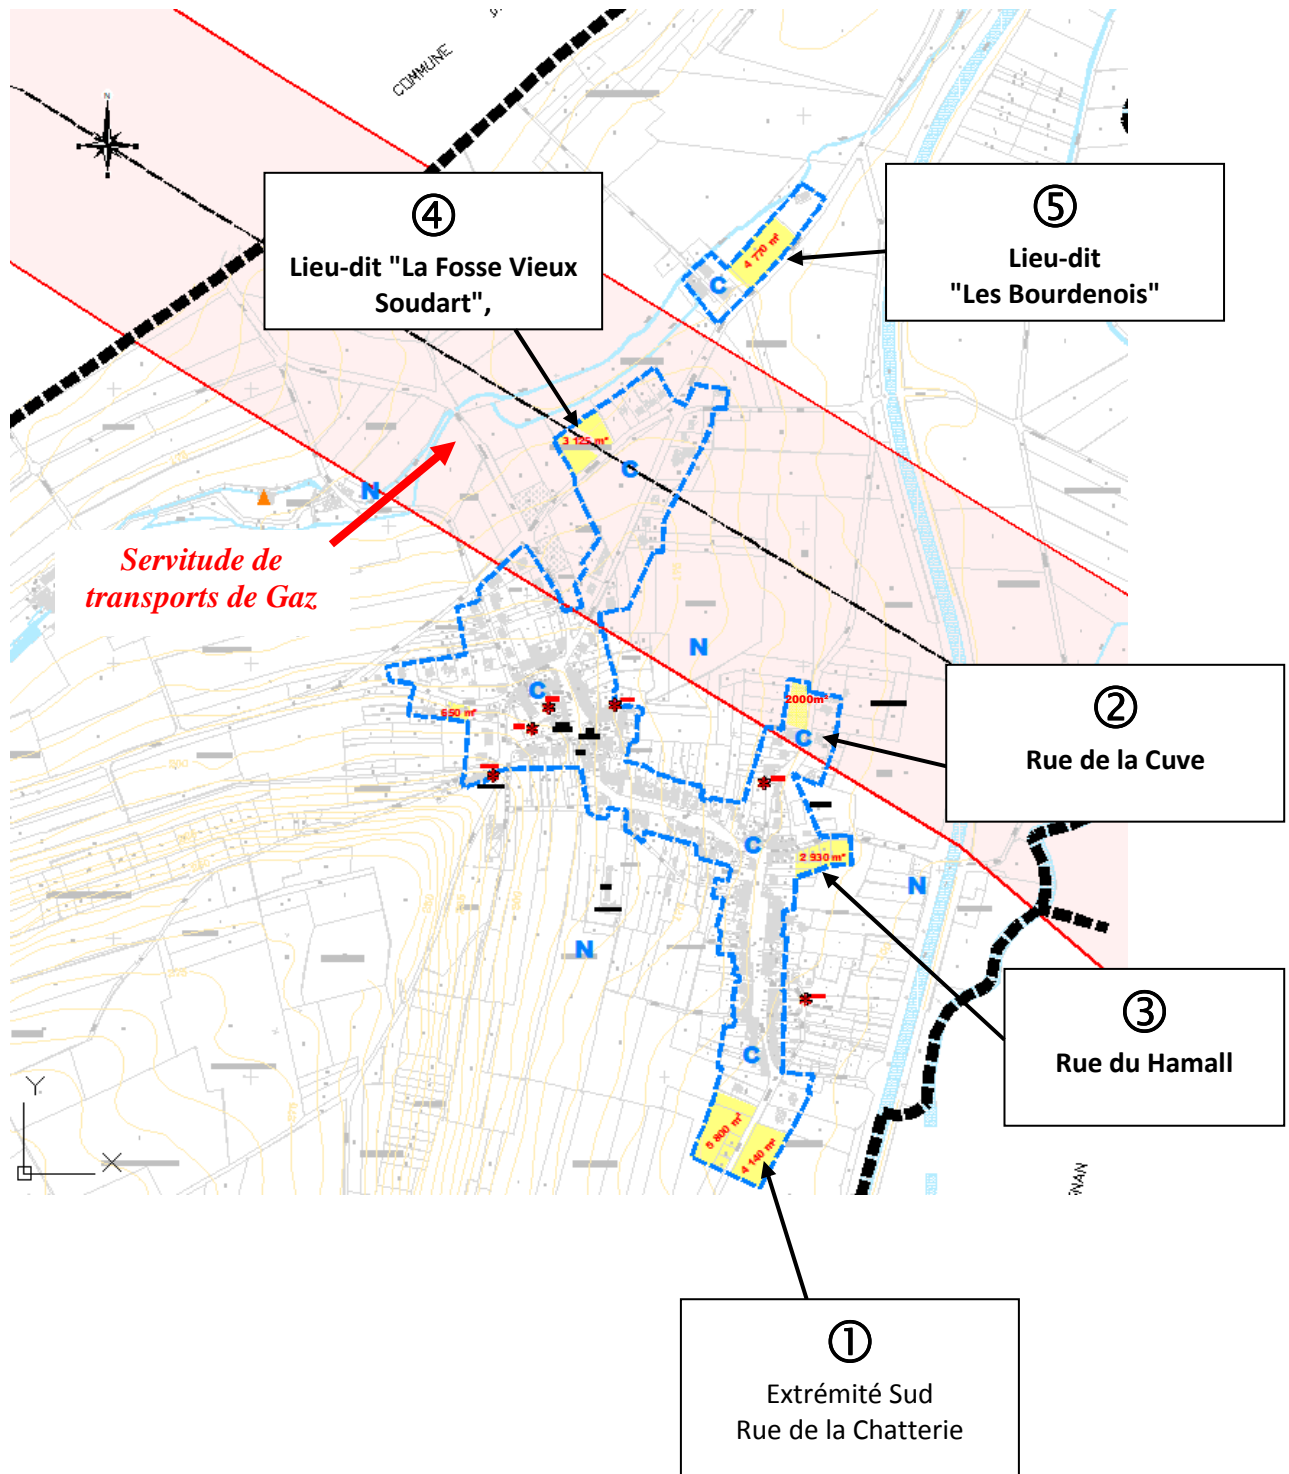 COMMUNE
N
④
Lieu-dit "La Fosse Vieux
Soudart",
⑤
Lieu-dit
"Les Bourdenois"
4 770 m²
C
3 125 m²
C
N
Servitude de
transports de Gaz
N
C
650 m²
2000m²
C
②
Rue de la Cuve
C
2 930 m²
N
N
③
Rue du Hamall
C
5 800 m²
4 140 m²
Y
X
GNAN
①
Extrémité Sud
Rue de la Chatterie